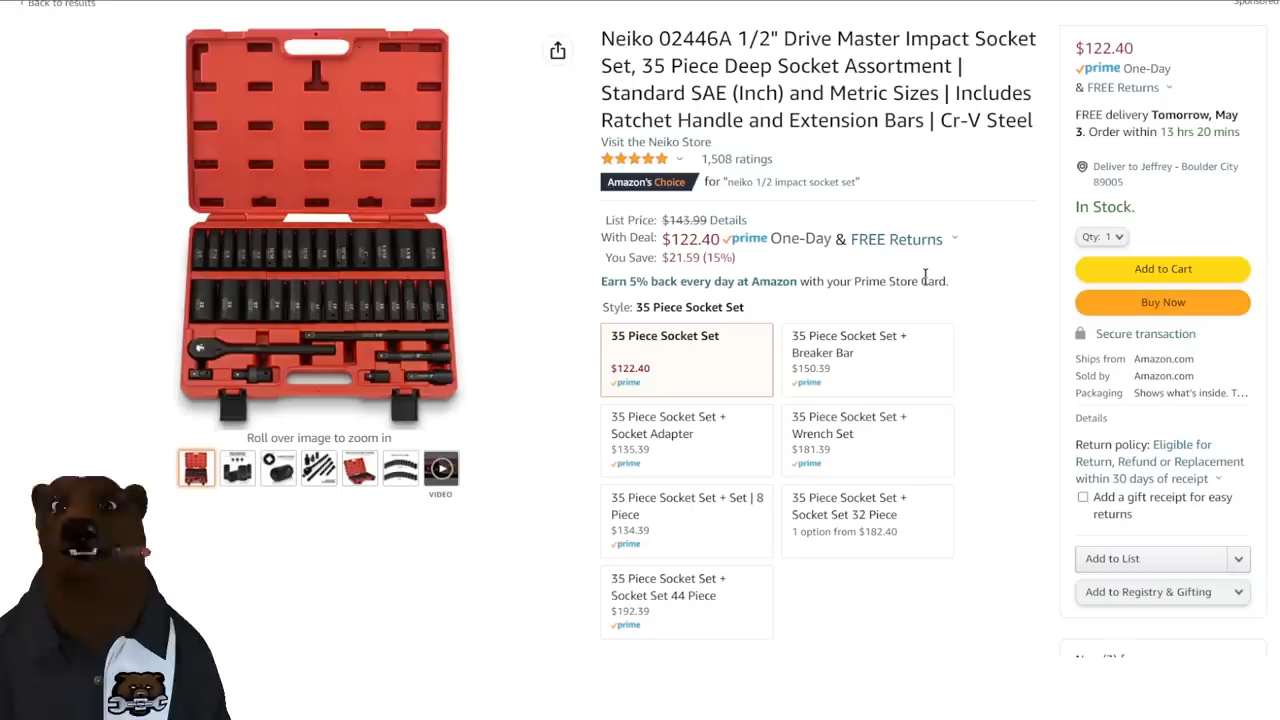 Back to results
Sponsored
Neiko 02446A 1/2" Drive Master Impact Socket
Set, 35 Piece Deep Socket Assortment |
Standard SAE (Inch) and Metric Sizes | Includes
Ratchet Handle and Extension Bars | Cr-V Steel
Visit the Neiko Store
1,508 ratings
Amazon's Choice for "neiko 1/2 impact socket set"
List Price: $143.99 Details
With Deal: $122.40 prime One-Day & FREE Returns
You Save: $21.59 (15%)
Earn 5% back every day at Amazon with your Prime Store Card.
Style: 35 Piece Socket Set
35 Piece Socket Set
$122.40
prime
35 Piece Socket Set +
Breaker Bar
$150.39
prime
35 Piece Socket Set +
Socket Adapter
$135.39
prime
35 Piece Socket Set +
Wrench Set
$181.39
prime
35 Piece Socket Set + Set | 8
Piece
$134.39
prime
35 Piece Socket Set +
Socket Set 32 Piece
1 option from $182.40
35 Piece Socket Set +
Socket Set 44 Piece
$192.39
prime
Roll over image to zoom in
VIDEO
$122.40
prime One-Day
& FREE Returns
FREE delivery Tomorrow, May
3. Order within 13 hrs 20 mins
Deliver to Jeffrey - Boulder City
89005
In Stock.
Qty: 1
Add to Cart
Buy Now
Secure transaction
Ships from Amazon.com
Sold by Amazon.com
Packaging Shows what's inside. T…
Details
Return policy: Eligible for
Return, Refund or Replacement
within 30 days of receipt
Add a gift receipt for easy
returns
Add to List
Add to Registry & Gifting